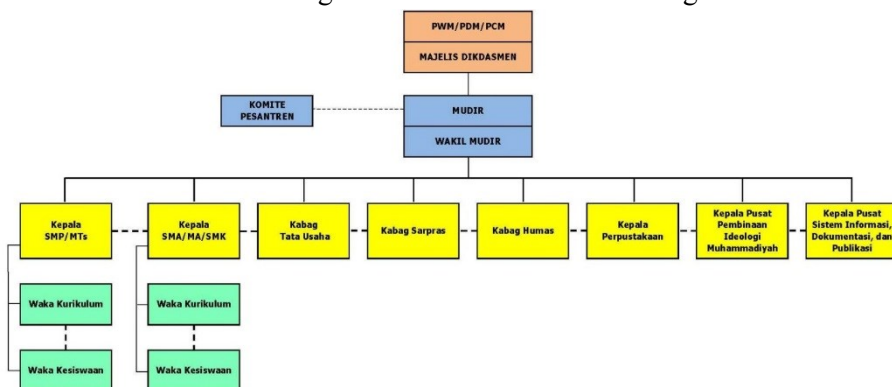 PWM/PDM/PCM
MAJELIS DIKDASMEN
KOMITE
PESANTREN
MUDIR
WAKIL MUDIR
Kepala
SMP/MTs
Kepala
SMA/MA/SMK
Kabag
Tata Usaha
Kabag Sarpras
Kabag Humas
Kepala
Perpustakaan
Kepala Pusat
Pembinaan
Ideologi
Muhammadiyah
Kepala Pusat
Sistem Informasi,
Dokumentasi, dan
Publikasi
Waka Kurikulum
Waka Kurikulum
Waka Kesiswaan
Waka Kesiswaan